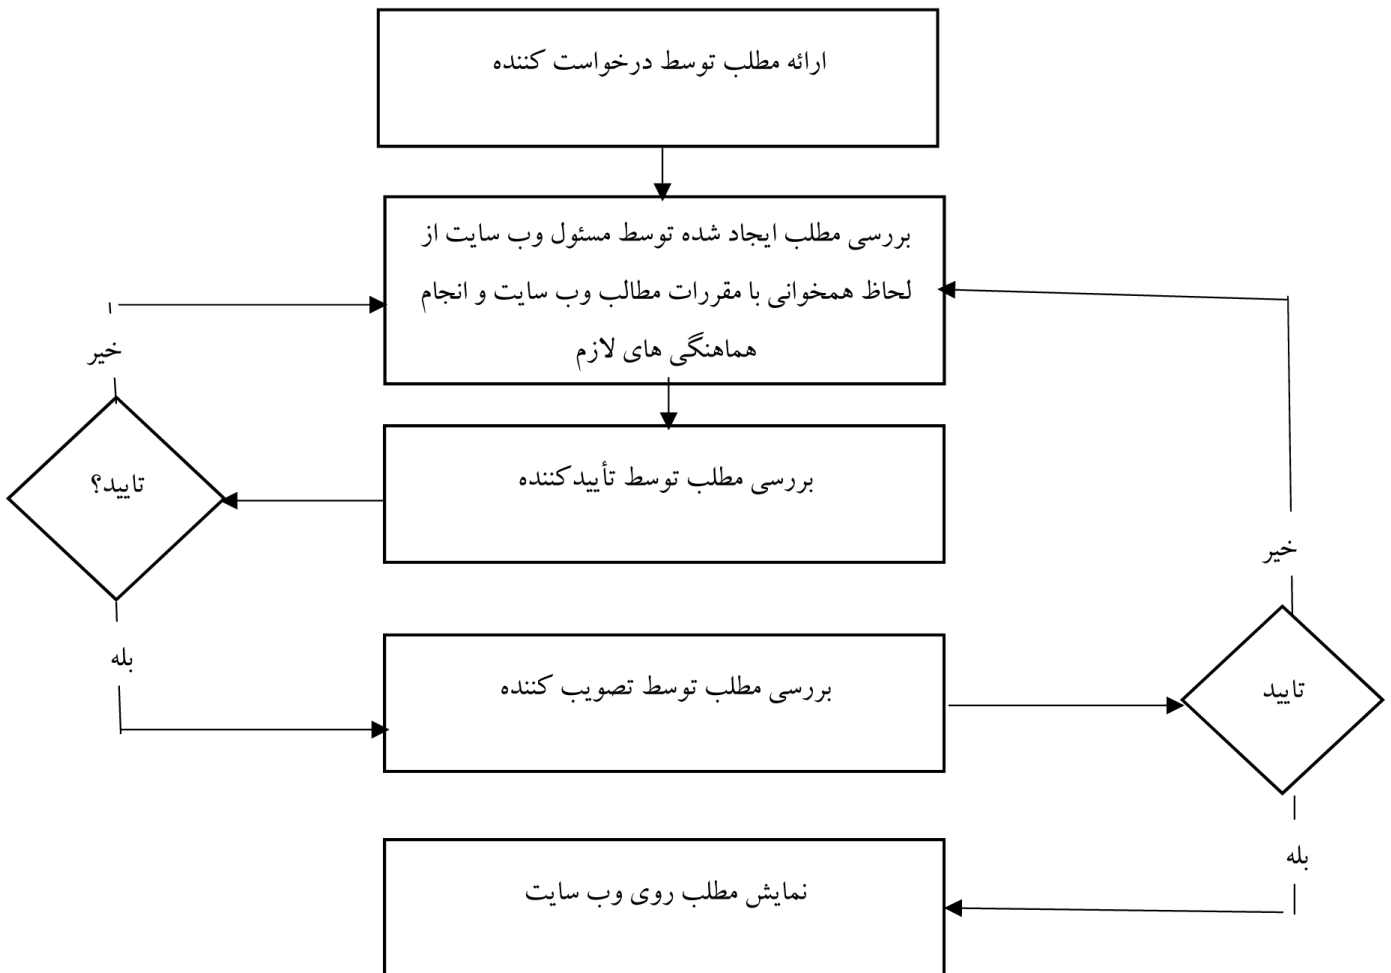 ارائه مطلب توسط درخواست کننده
بررسی مطلب ایجاد شده توسط مسئول وب سایت از
لحاظ همخوانی با مقررات مطالب وب سایت و انجام
هماهنگی های لازم
خیر
بررسی مطلب توسط تأییدکننده
تایید؟
خیر
بله
بررسی مطلب توسط تصویب کننده
تایید
بله
نمایش مطلب روی وب سایت